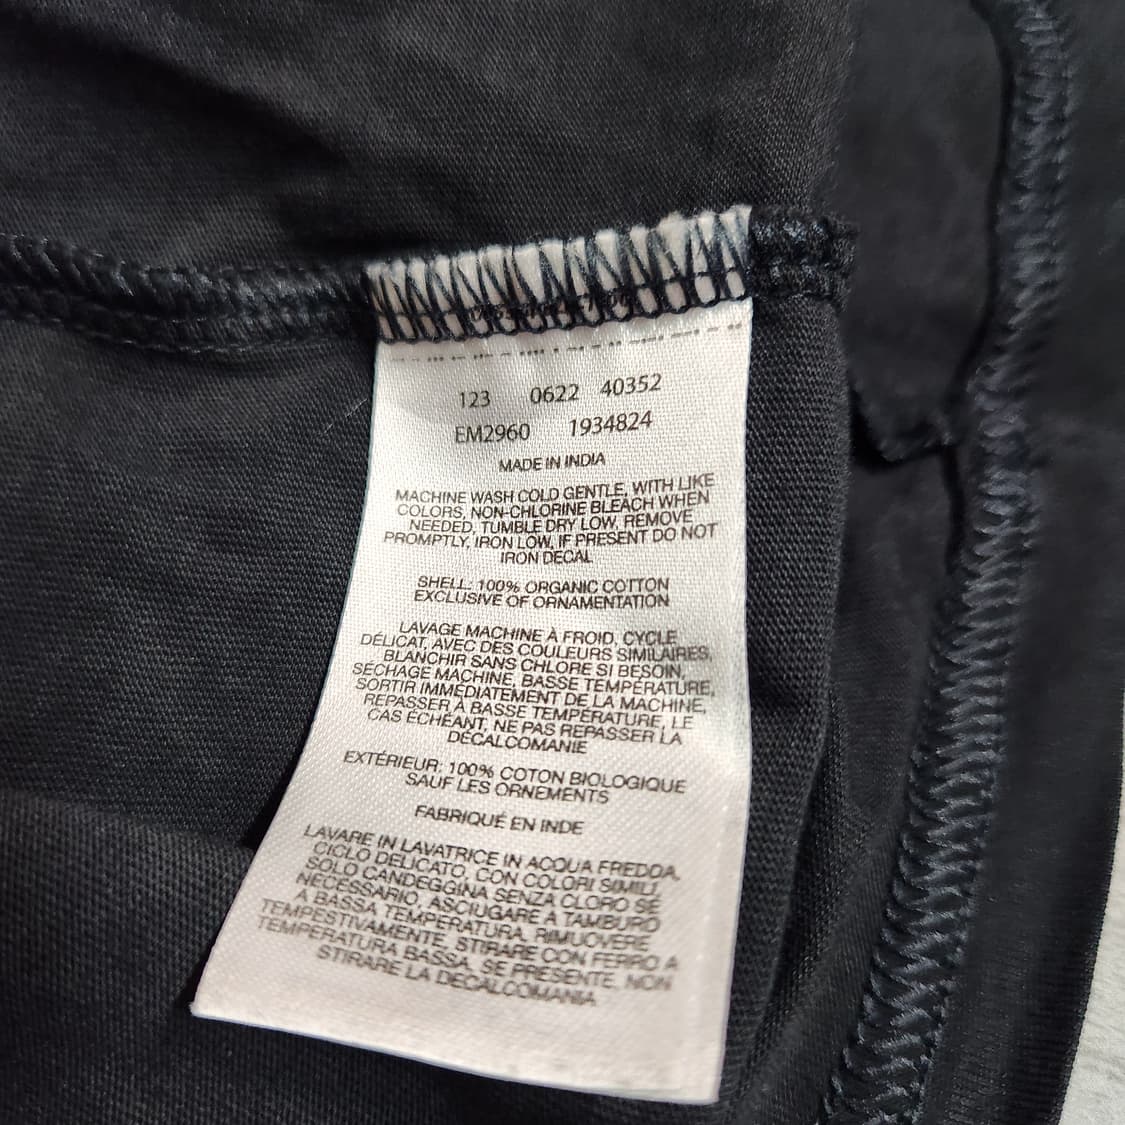 123 0622 40352
EM2960 1934824
MADE IN INDIA
MACHINE WASH COLD GENTLE, WITH LIKE
COLORS, NON-CHLORINE BLEACH WHEN
NEEDED, TUMBLE DRY LOW, REMOVE
PROMPTLY, IRON LOW, IF PRESENT DO NOT
IRON DECAL
SHELL: 100% ORGANIC COTTON
EXCLUSIVE OF ORNAMENTATION
LAVAGE MACHINE À FROID, CYCLE
DÉLICAT, AVEC DES COULEURS SIMILAIRES,
BLANCHIR SANS CHLORE SI BESOIN,
SÉCHAGE MACHINE, BASSE TEMPÉRATURE,
SORTIR IMMÉDIATEMENT DE LA MACHINE,
REPASSER À BASSE TEMPÉRATURE, LE
CAS ÉCHÉANT, NE PAS REPASSER LA
DÉCALCOMANIE
EXTÉRIEUR: 100% COTON BIOLOGIQUE
SAUF LES ORNEMENTS
FABRIQUÉ EN INDE
LAVARE IN LAVATRICE IN ACQUA FREDDA,
CICLO DELICATO, CON COLORI SIMILI,
SOLO CANDEGGINA SENZA CLORO SE
NECESSARIO, ASCIUGARE A TAMBURO
A BASSA TEMPERATURA, RIMUOVERE
TEMPESTIVAMENTE, STIRARE CON FERRO A
TEMPERATURA BASSA, SE PRESENTE, NON
STIRARE LA DECALCOMANIA